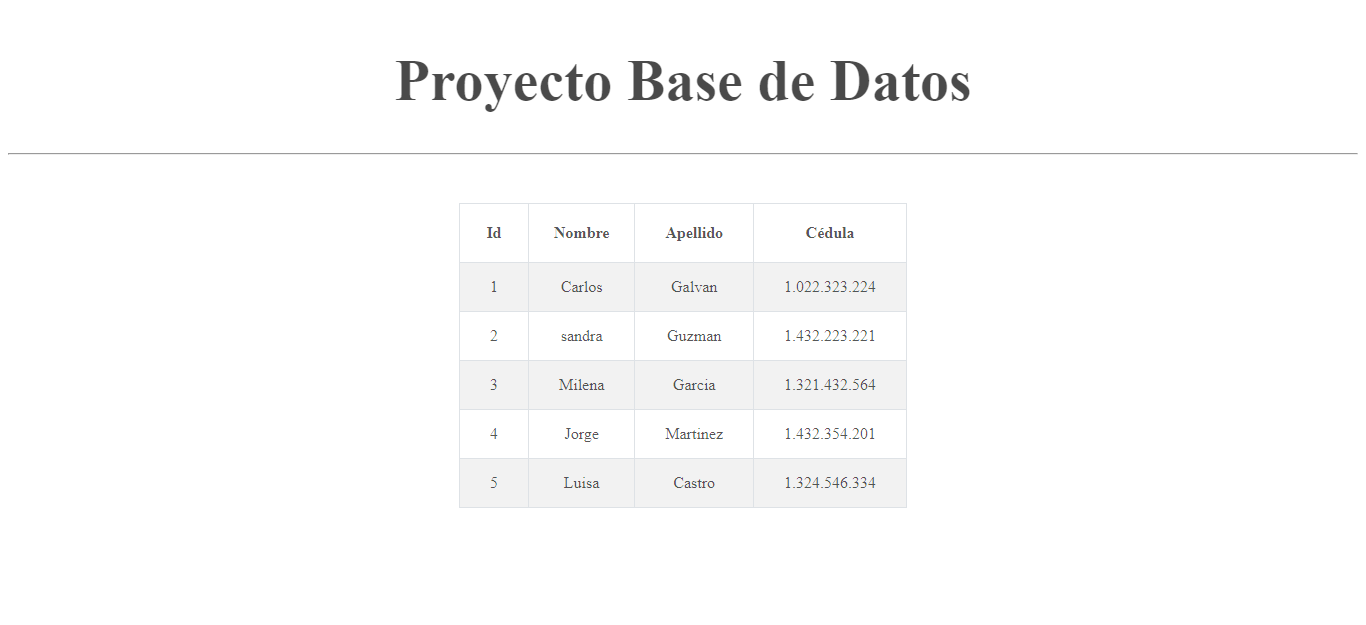 Proyecto Base de Datos
Id Nombre Apellido Cédula
1 Carlos Galvan 1.022.323.224
2 sandra Guzman 1.432.223.221
3 Milena Garcia 1.321.432.564
4 Jorge Martinez 1.432.354.201
5 Luisa Castro 1.324.546.334